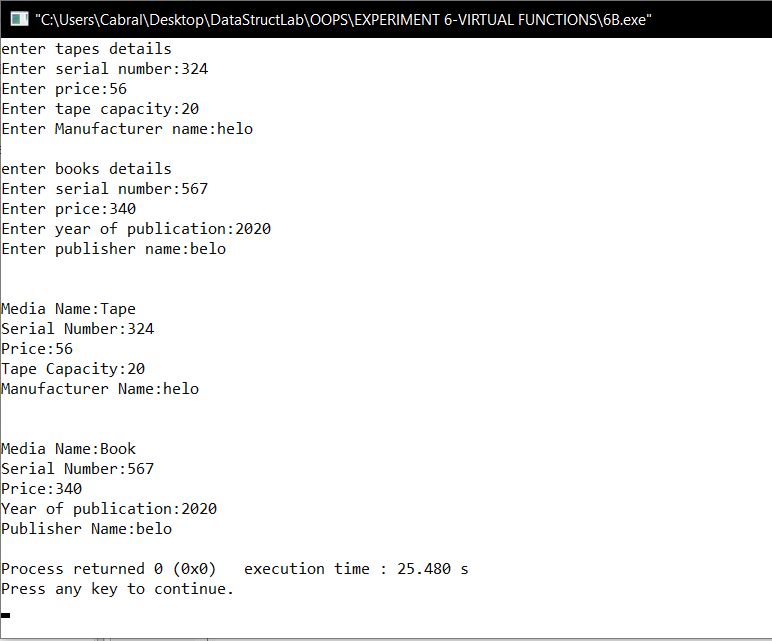 "C:\Users\Cabral\Desktop\DataStructLab\OOPS\EXPERIMENT 6-VIRTUAL FUNCTIONS\6B.exe"
enter tapes details
Enter serial number:324
Enter price:56
Enter tape capacity:20
Enter Manufacturer name:helo
enter books details
Enter serial number:567
Enter price:340
Enter year of publication:2020
Enter publisher name:belo
Media Name:Tape
Serial Number:324
Price:56
Tape Capacity:20
Manufacturer Name:helo
Media Name:Book
Serial Number:567
Price:340
Year of publication:2020
Publisher Name:belo
Process returned 0 (0x0)   execution time : 25.480 s
Press any key to continue.